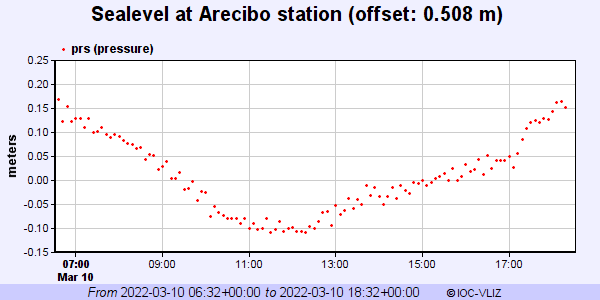 Sealevel at Arecibo station (offset: 0.508 m)
prs (pressure)
meters
0.25
0.20
0.15
0.10
0.05
0.00
-0.05
-0.10
-0.15
07:00 09:00 11:00 13:00 15:00 17:00
Mar 10
From 2022-03-10 06:32+00:00 to 2022-03-10 18:32+00:00 © IOC-VLIZ